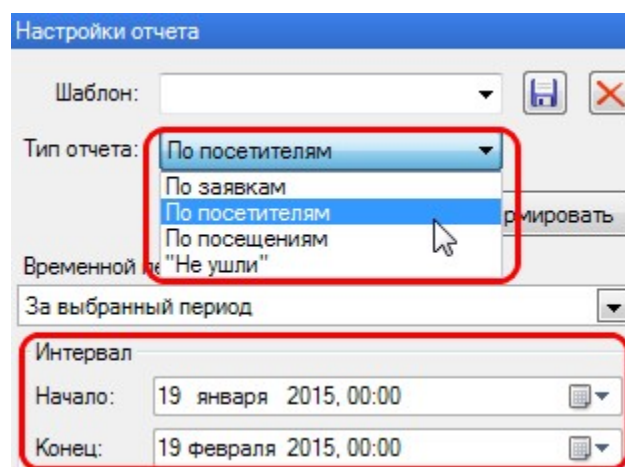 Настройки отчета
Шаблон:
Тип отчета: По посетителям
По заявкам
По посетителям
рмировать
По посещениям
Временной п
"Не ушли"
За выбранный период
Интервал
Начало: 19 января 2015, 00:00
Конец: 19 февраля 2015, 00:00